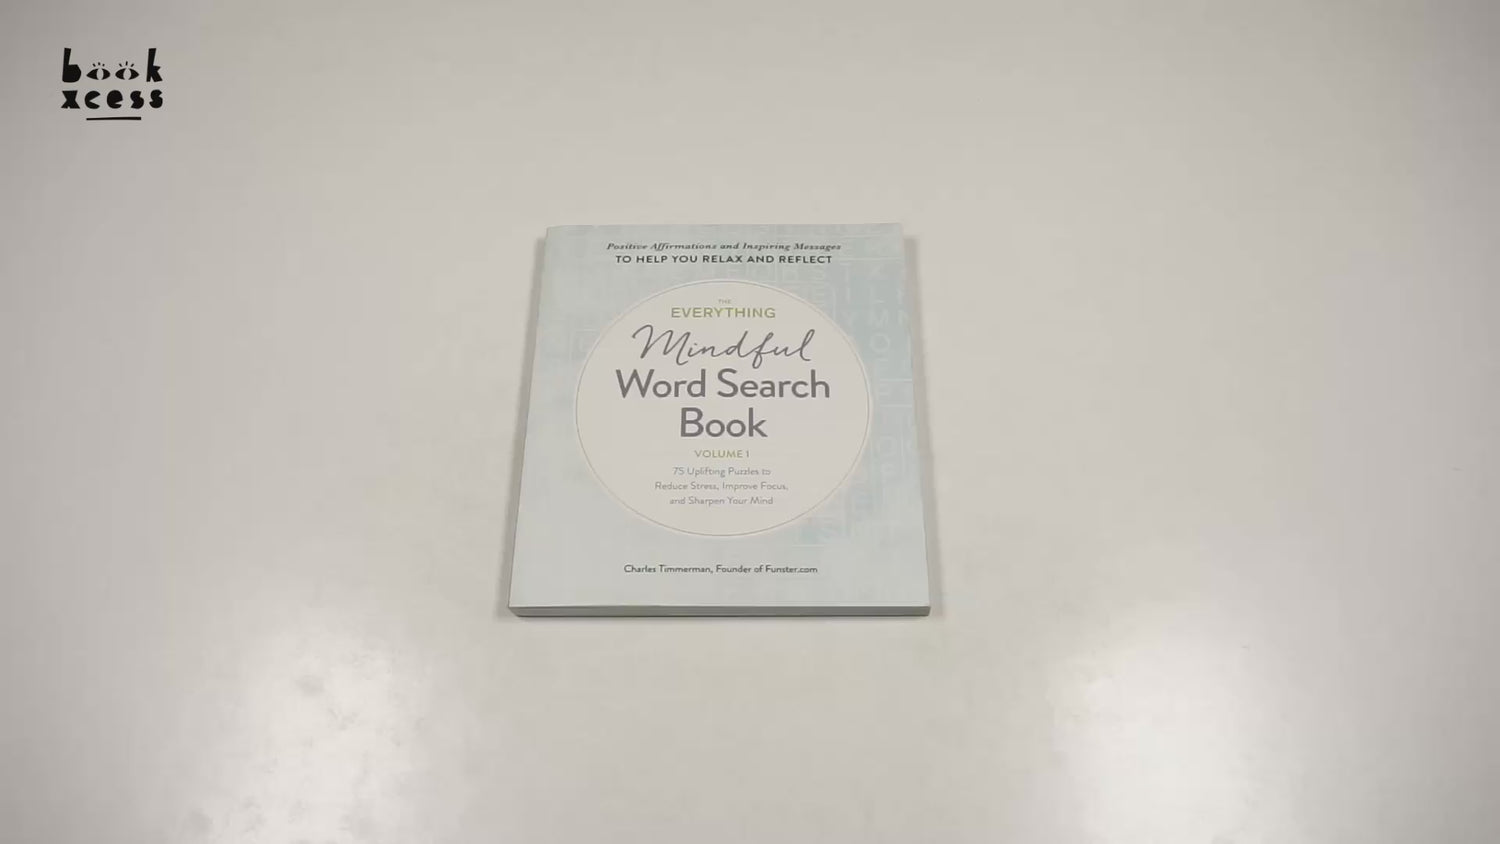 book
xcess
Positive Affirmations and Inspiring Messages
TO HELP YOU RELAX AND REFLECT
THE
EVERYTHING
Mindful
Word Search
Book
VOLUME 1
75 Uplifting Puzzles to
Reduce Stress, Improve Focus,
and Sharpen Your Mind
Charles Timmerman, Founder of Funster.com